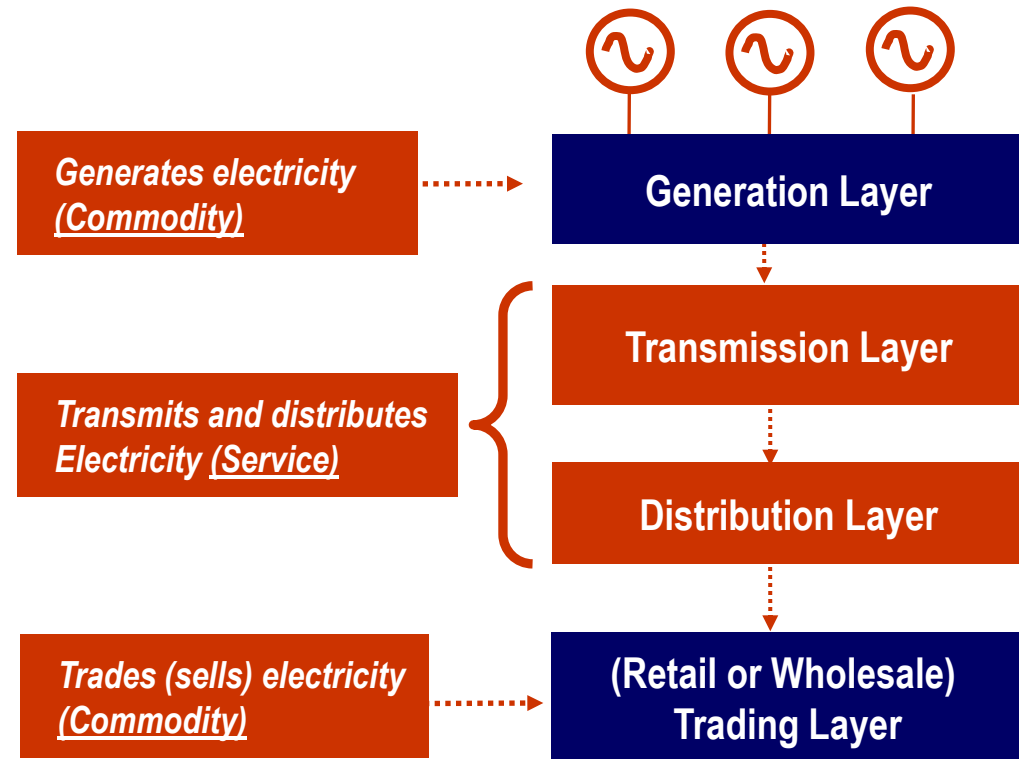 Generates electricity
(Commodity)
Generation Layer
Transmission Layer
Transmits and distributes
Electricity (Service)
Distribution Layer
Trades (sells) electricity
(Commodity)
(Retail or Wholesale)
Trading Layer